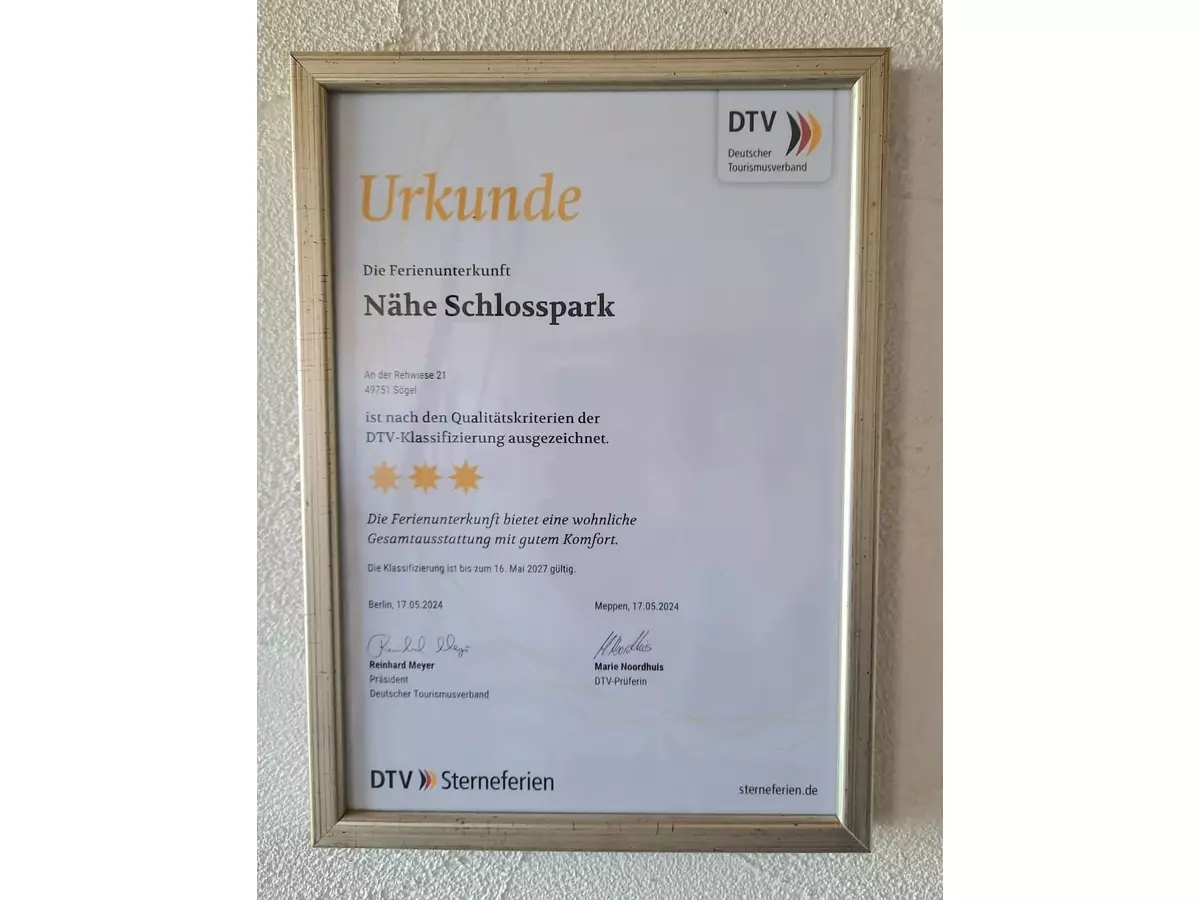 DTV
Deutscher
Tourismusverband
Urkunde
Die Ferienunterkunft
Nähe Schlosspark
An der Rehwiese 21
49751 Sögel
ist nach den Qualitätskriterien der
DTV-Klassifizierung ausgezeichnet.
Die Ferienunterkunft bietet eine wohnliche
Gesamtausstattung mit gutem Komfort.
Die Klassifizierung ist bis zum 16. Mai 2027 gültig.
Berlin, 17.05.2024
Reinhard Meyer
Präsident
Deutscher Tourismusverband
Meppen, 17.05.2024
Marie Noordhuis
DTV-Prüferin
DTV Sterneferien
sterneferien.de